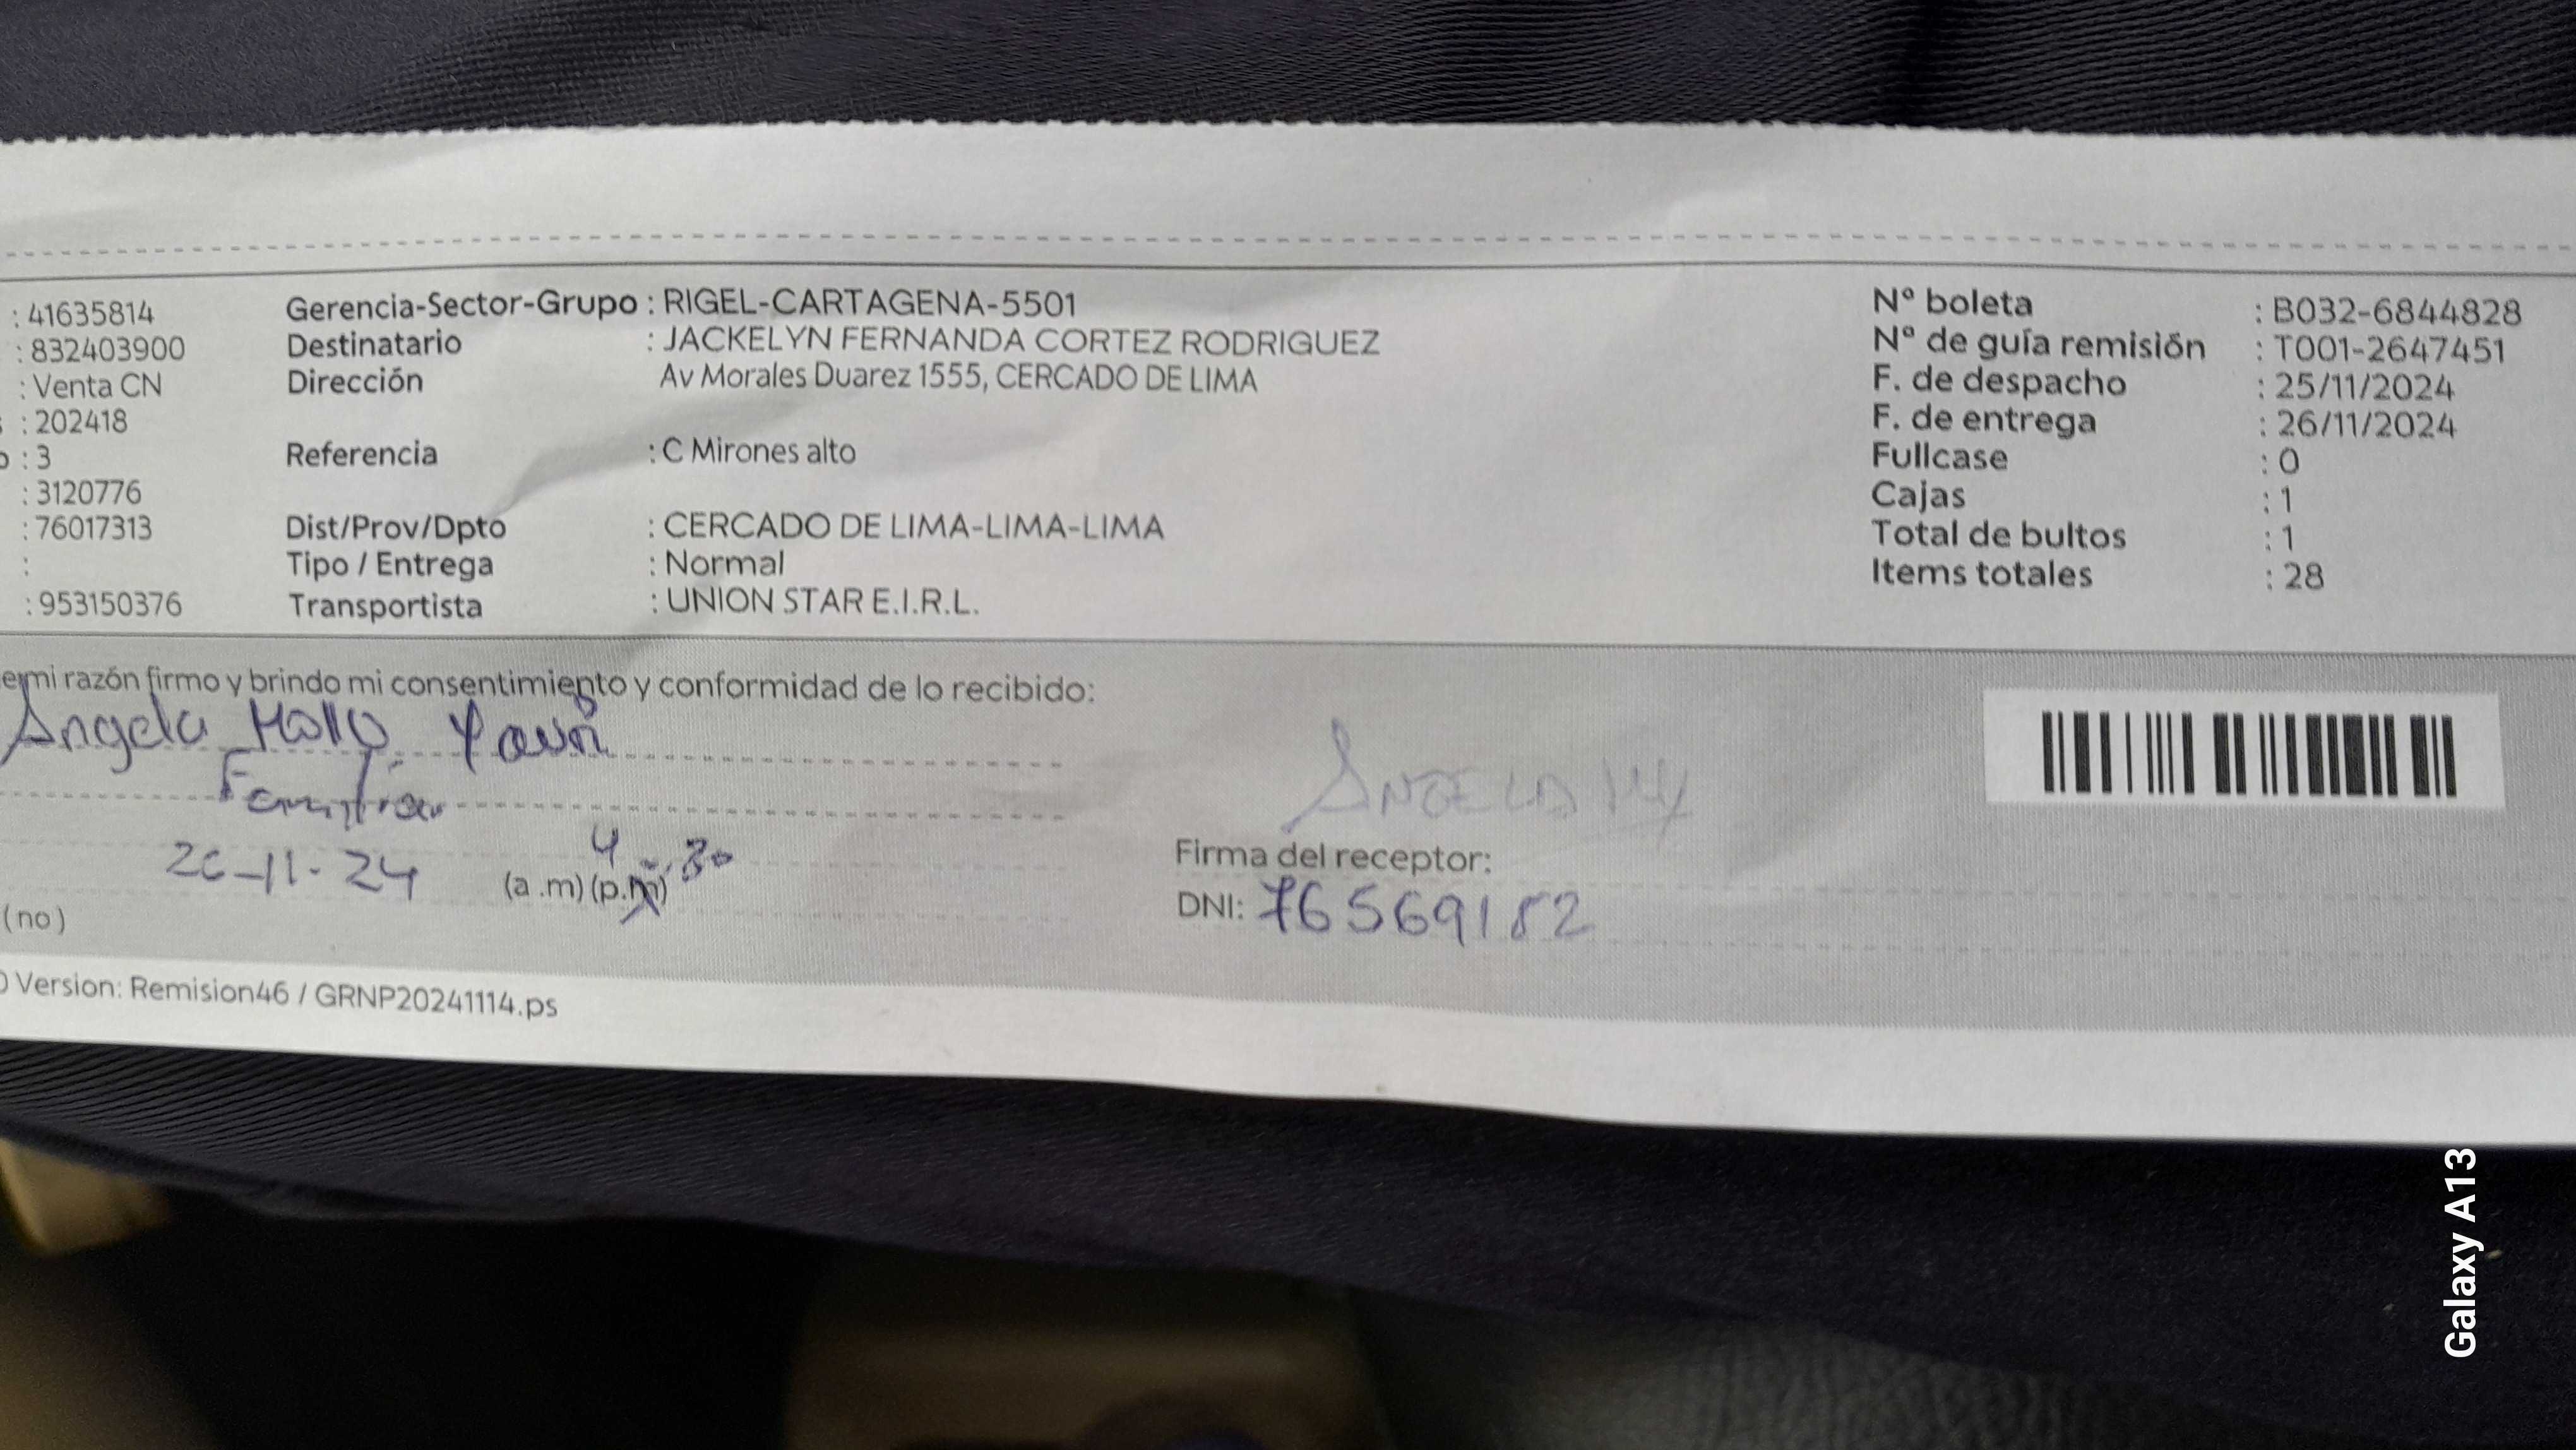 : 41635814 Gerencia-Sector-Grupo : RIGEL-CARTAGENA-5501 N° boleta : B032-6844828
: 832403900 Destinatario : JACKELYN FERNANDA CORTEZ RODRIGUEZ N° de guía remisión : T001-2647451
: Venta CN Dirección Av Morales Duarez 1555, CERCADO DE LIMA F. de despacho : 25/11/2024
: 202418 F. de entrega : 26/11/2024
: 3 Referencia : C Mirones alto Fullcase : 0
: 3120776 Cajas : 1
: 76017313 Dist/Prov/Dpto : CERCADO DE LIMA-LIMA-LIMA Total de bultos : 1
: Tipo / Entrega : Normal Items totales : 28
: 953150376 Transportista : UNION STAR E.I.R.L.
mi razón firmo y brindo mi consentimiento y conformidad de lo recibido:
Angela
Familiar
26-11-24 (a.m) (p.m) 4:30
Firma del receptor:
DNI: 76569182
(no)
Version: Remision46 / GRNP20241114.ps
Galaxy A13